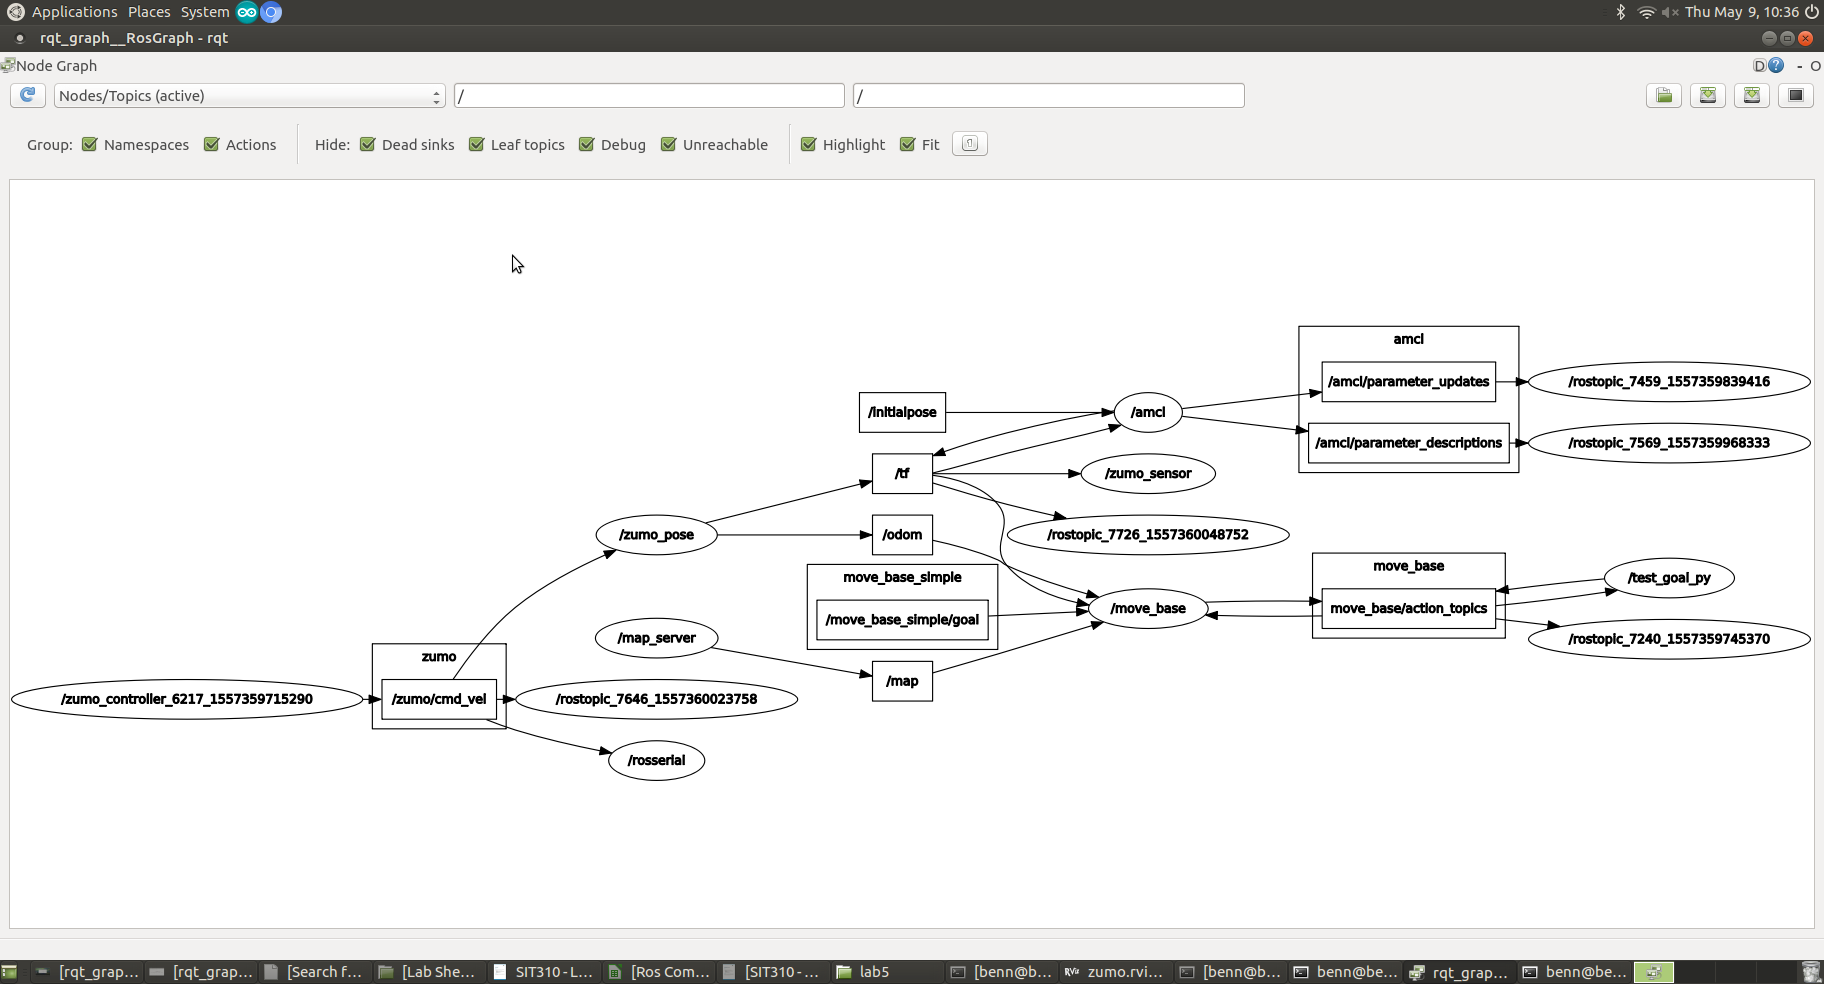 Applications Places System
Thu May 9, 10:36
rqt_graph__RosGraph - rqt
Node Graph
D ? - O
Nodes/Topics (active)
/
/
Group: Namespaces Actions Hide: Dead sinks Leaf topics Debug Unreachable Highlight Fit
amcl
/amcl/parameter_updates
/rostopic_7459_1557359839416
/initialpose
/amcl
/amcl/parameter_descriptions
/rostopic_7569_1557359968333
/tf
/zumo_sensor
/zumo_pose
/odom
/rostopic_7726_1557360048752
move_base_simple
/move_base_simple/goal
/move_base
move_base
move_base/action_topics
/test_goal_py
/rostopic_7240_1557359745370
/map_server
/map
zumo
/zumo_controller_6217_1557359715290
/zumo/cmd_vel
/rostopic_7646_1557360023758
/rosserial
[rqt_grap... [rqt_grap... [Search f... [Lab She... SIT310 - L... [Ros Com... [SIT310 - ... lab5 [benn@b... RViz zumo.rvi... [benn@b... benn@be... rqt_grap... benn@be...